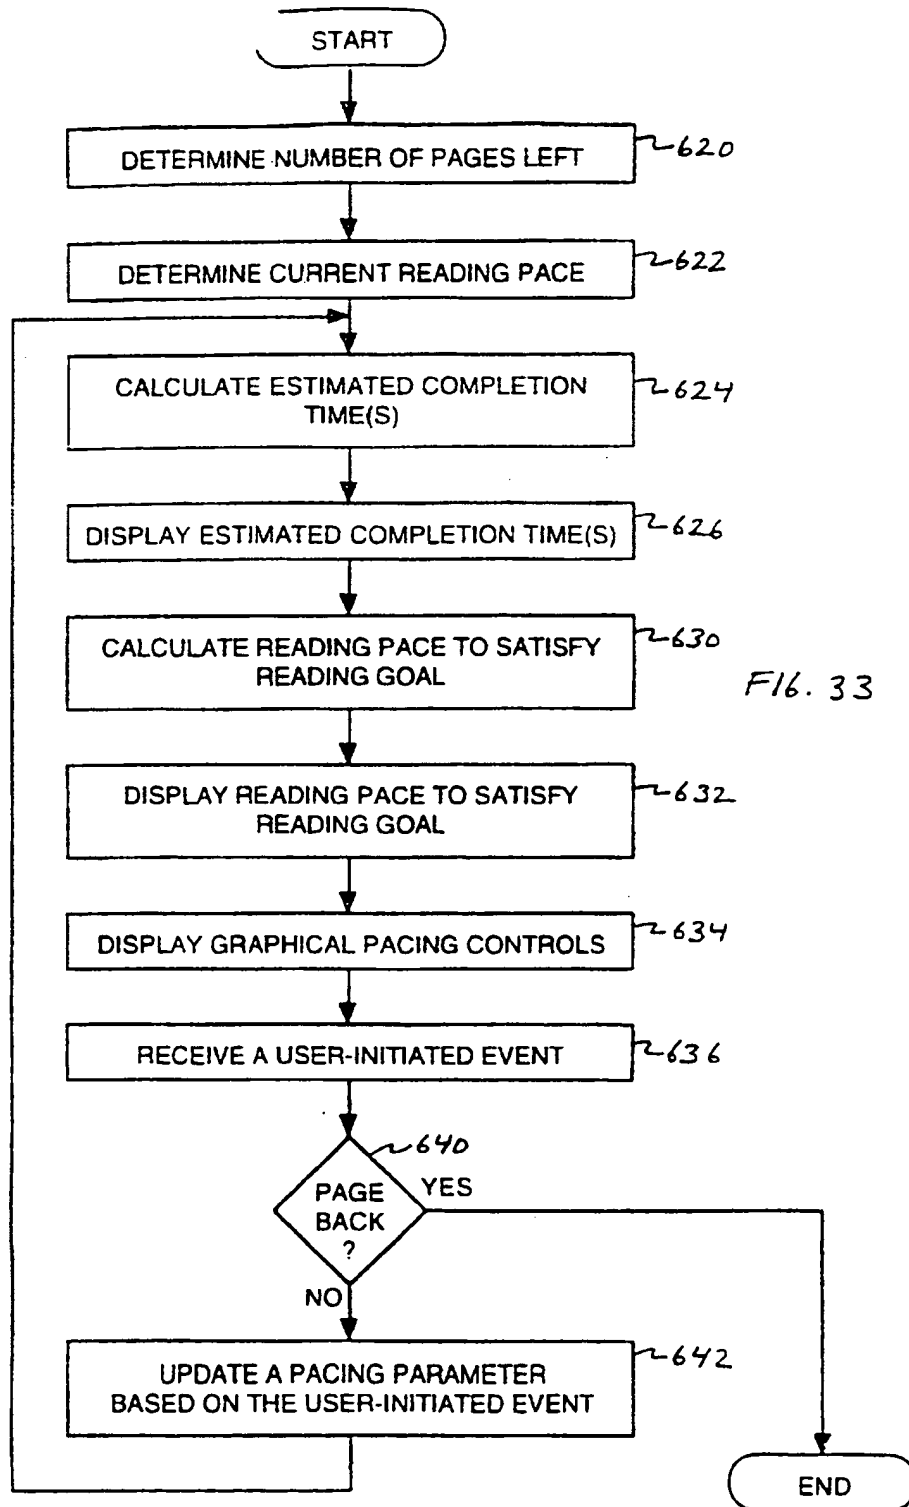 START
DETERMINE NUMBER OF PAGES LEFT
620
DETERMINE CURRENT READING PACE
622
CALCULATE ESTIMATED COMPLETION
TIME(S)
624
DISPLAY ESTIMATED COMPLETION TIME(S)
626
CALCULATE READING PACE TO SATISFY
READING GOAL
630
FIG. 33
DISPLAY READING PACE TO SATISFY
READING GOAL
632
DISPLAY GRAPHICAL PACING CONTROLS
634
RECEIVE A USER-INITIATED EVENT
636
640
PAGE
BACK
?
YES
NO
UPDATE A PACING PARAMETER
BASED ON THE USER-INITIATED EVENT
642
END